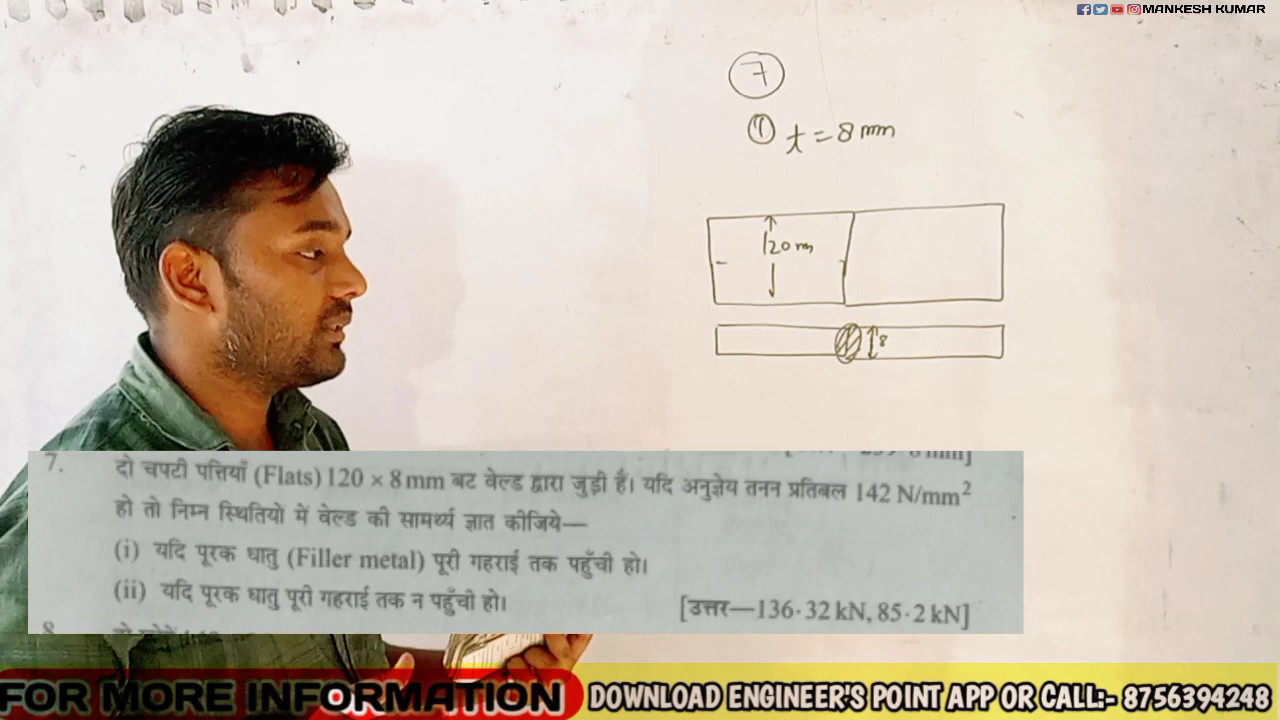 MANKESH KUMAR
7
(i) t = 8 mm
120 m
8
7. दो चपटी पत्तियाँ (Flats) 120 × 8 mm बट वेल्ड द्वारा जुड़ी हैं। यदि अनुज्ञेय तनन प्रतिबल 142 N/mm²
हो तो निम्न स्थितियो में वेल्ड की सामर्थ्य ज्ञात कीजिये—
(i) यदि पूरक धातु (Filler metal) पूरी गहराई तक पहुँची हो।
(ii) यदि पूरक धातु पूरी गहराई तक न पहुँची हो।
[उत्तर—136·32 kN, 85·2 kN]
FOR MORE INFORMATION DOWNLOAD ENGINEER'S POINT APP OR CALL:- 8756394248